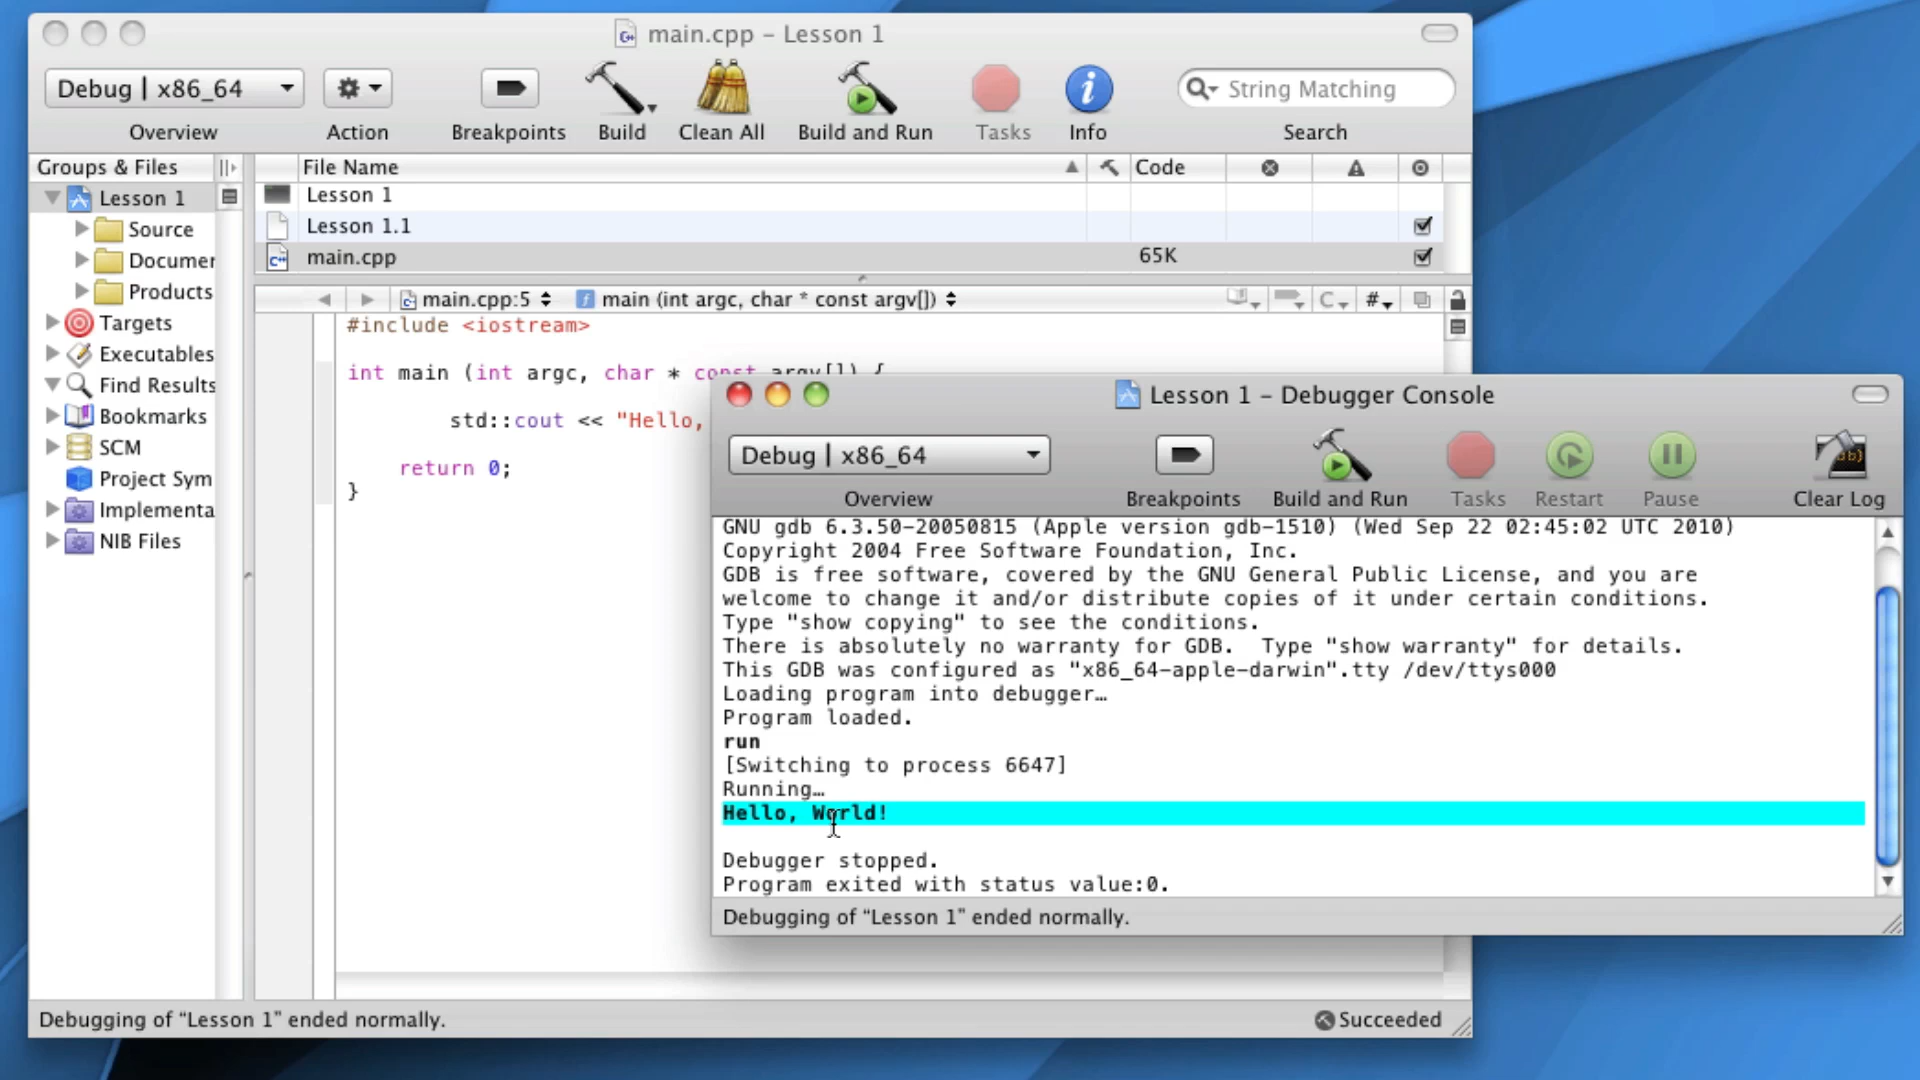 main.cpp – Lesson 1
Debug | x86_64
String Matching
Overview
Action
Breakpoints
Build
Clean All
Build and Run
Tasks
Info
Search
Groups & Files
File Name
Code
Lesson 1
Source
Documen
Products
Targets
Executables
Find Results
Bookmarks
SCM
Project Sym
Implementa
NIB Files
Lesson 1
Lesson 1.1
main.cpp
65K
main.cpp:5
main (int argc, char * const argv[])
C
#
#include <iostream>
int main (int argc, char * const argv[]) {
std::cout << "Hello,
return 0;
}
Lesson 1 – Debugger Console
Debug | x86_64
Overview
Breakpoints
Build and Run
Tasks
Restart
Pause
Clear Log
GNU gdb 6.3.50-20050815 (Apple version gdb-1510) (Wed Sep 22 02:45:02 UTC 2010)
Copyright 2004 Free Software Foundation, Inc.
GDB is free software, covered by the GNU General Public License, and you are
welcome to change it and/or distribute copies of it under certain conditions.
Type "show copying" to see the conditions.
There is absolutely no warranty for GDB.  Type "show warranty" for details.
This GDB was configured as "x86_64-apple-darwin".tty /dev/ttys000
Loading program into debugger…
Program loaded.
run
[Switching to process 6647]
Running…
Hello, World!
Debugger stopped.
Program exited with status value:0.
Debugging of “Lesson 1” ended normally.
Debugging of “Lesson 1” ended normally.
Succeeded